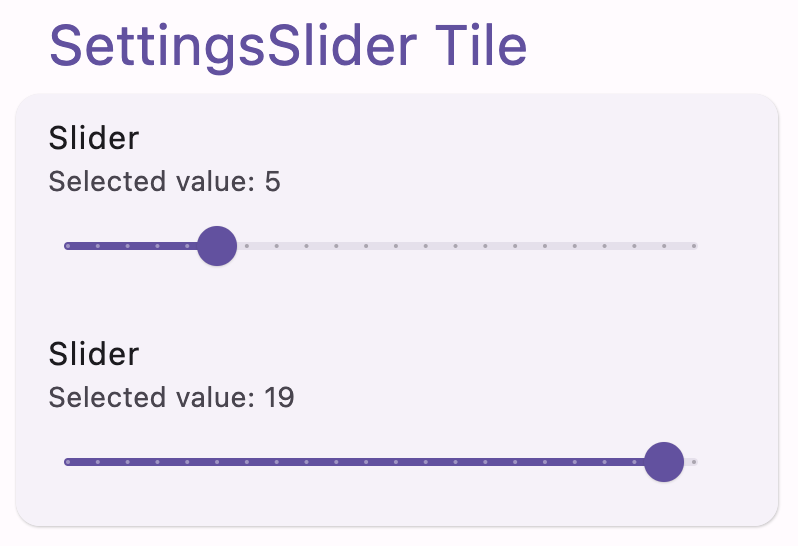 SettingsSlider Tile
Slider
Selected value: 5
Slider
Selected value: 19